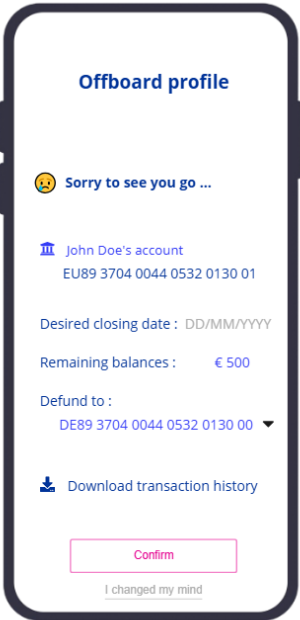 Offboard profile
Sorry to see you go ...
John Doe's account
EU89 3704 0044 0532 0130 01
Desired closing date : DD/MM/YYYY
Remaining balances : € 500
Defund to :
DE89 3704 0044 0532 0130 00
Download transaction history
Confirm
I changed my mind